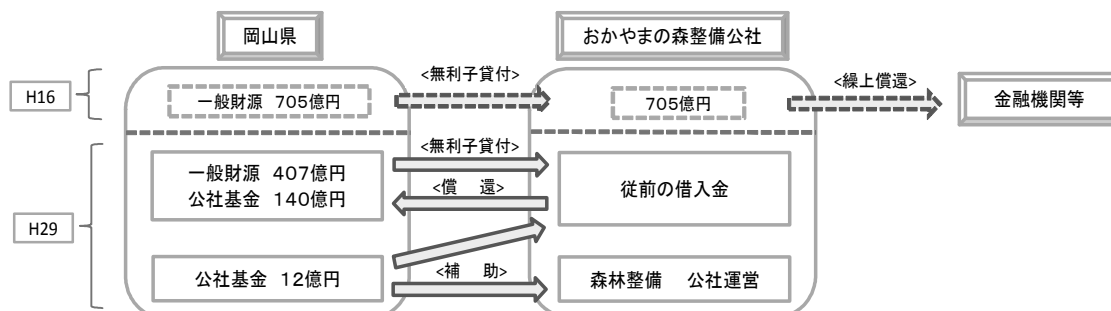 岡山県
おかやまの森整備公社
H16
一般財源 705億円
<無利子貸付>
705億円
<繰上償還>
金融機関等
H29
一般財源 407億円
公社基金 140億円
<無利子貸付>
<償 還>
従前の借入金
公社基金 12億円
<補 助>
森林整備 公社運営